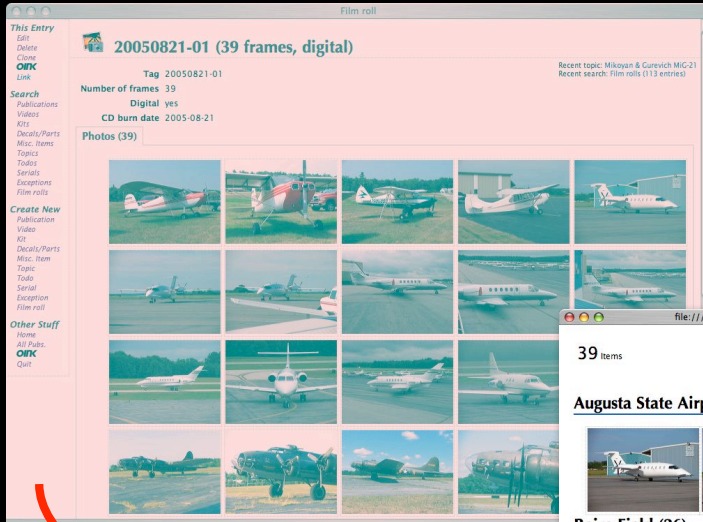 Film roll
This Entry
Edit
Delete
Clone
OINK
Link
Search
Publications
Videos
Kits
Decals/Parts
Misc. Items
Topics
Todos
Serials
Exceptions
Film rolls
Create New
Publication
Video
Kit
Decals/Parts
Misc. Item
Topic
Todo
Serial
Exception
Film roll
Other Stuff
Home
All Pubs.
OINK
Quit
20050821-01 (39 frames, digital)
Recent topic: Mikoyan & Gurevich MiG-21
Recent search: Film rolls (113 entries)
Tag 20050821-01
Number of frames 39
Digital yes
CD burn date 2005-08-21
Photos (39)
file:///
39 Items
Augusta State Airp